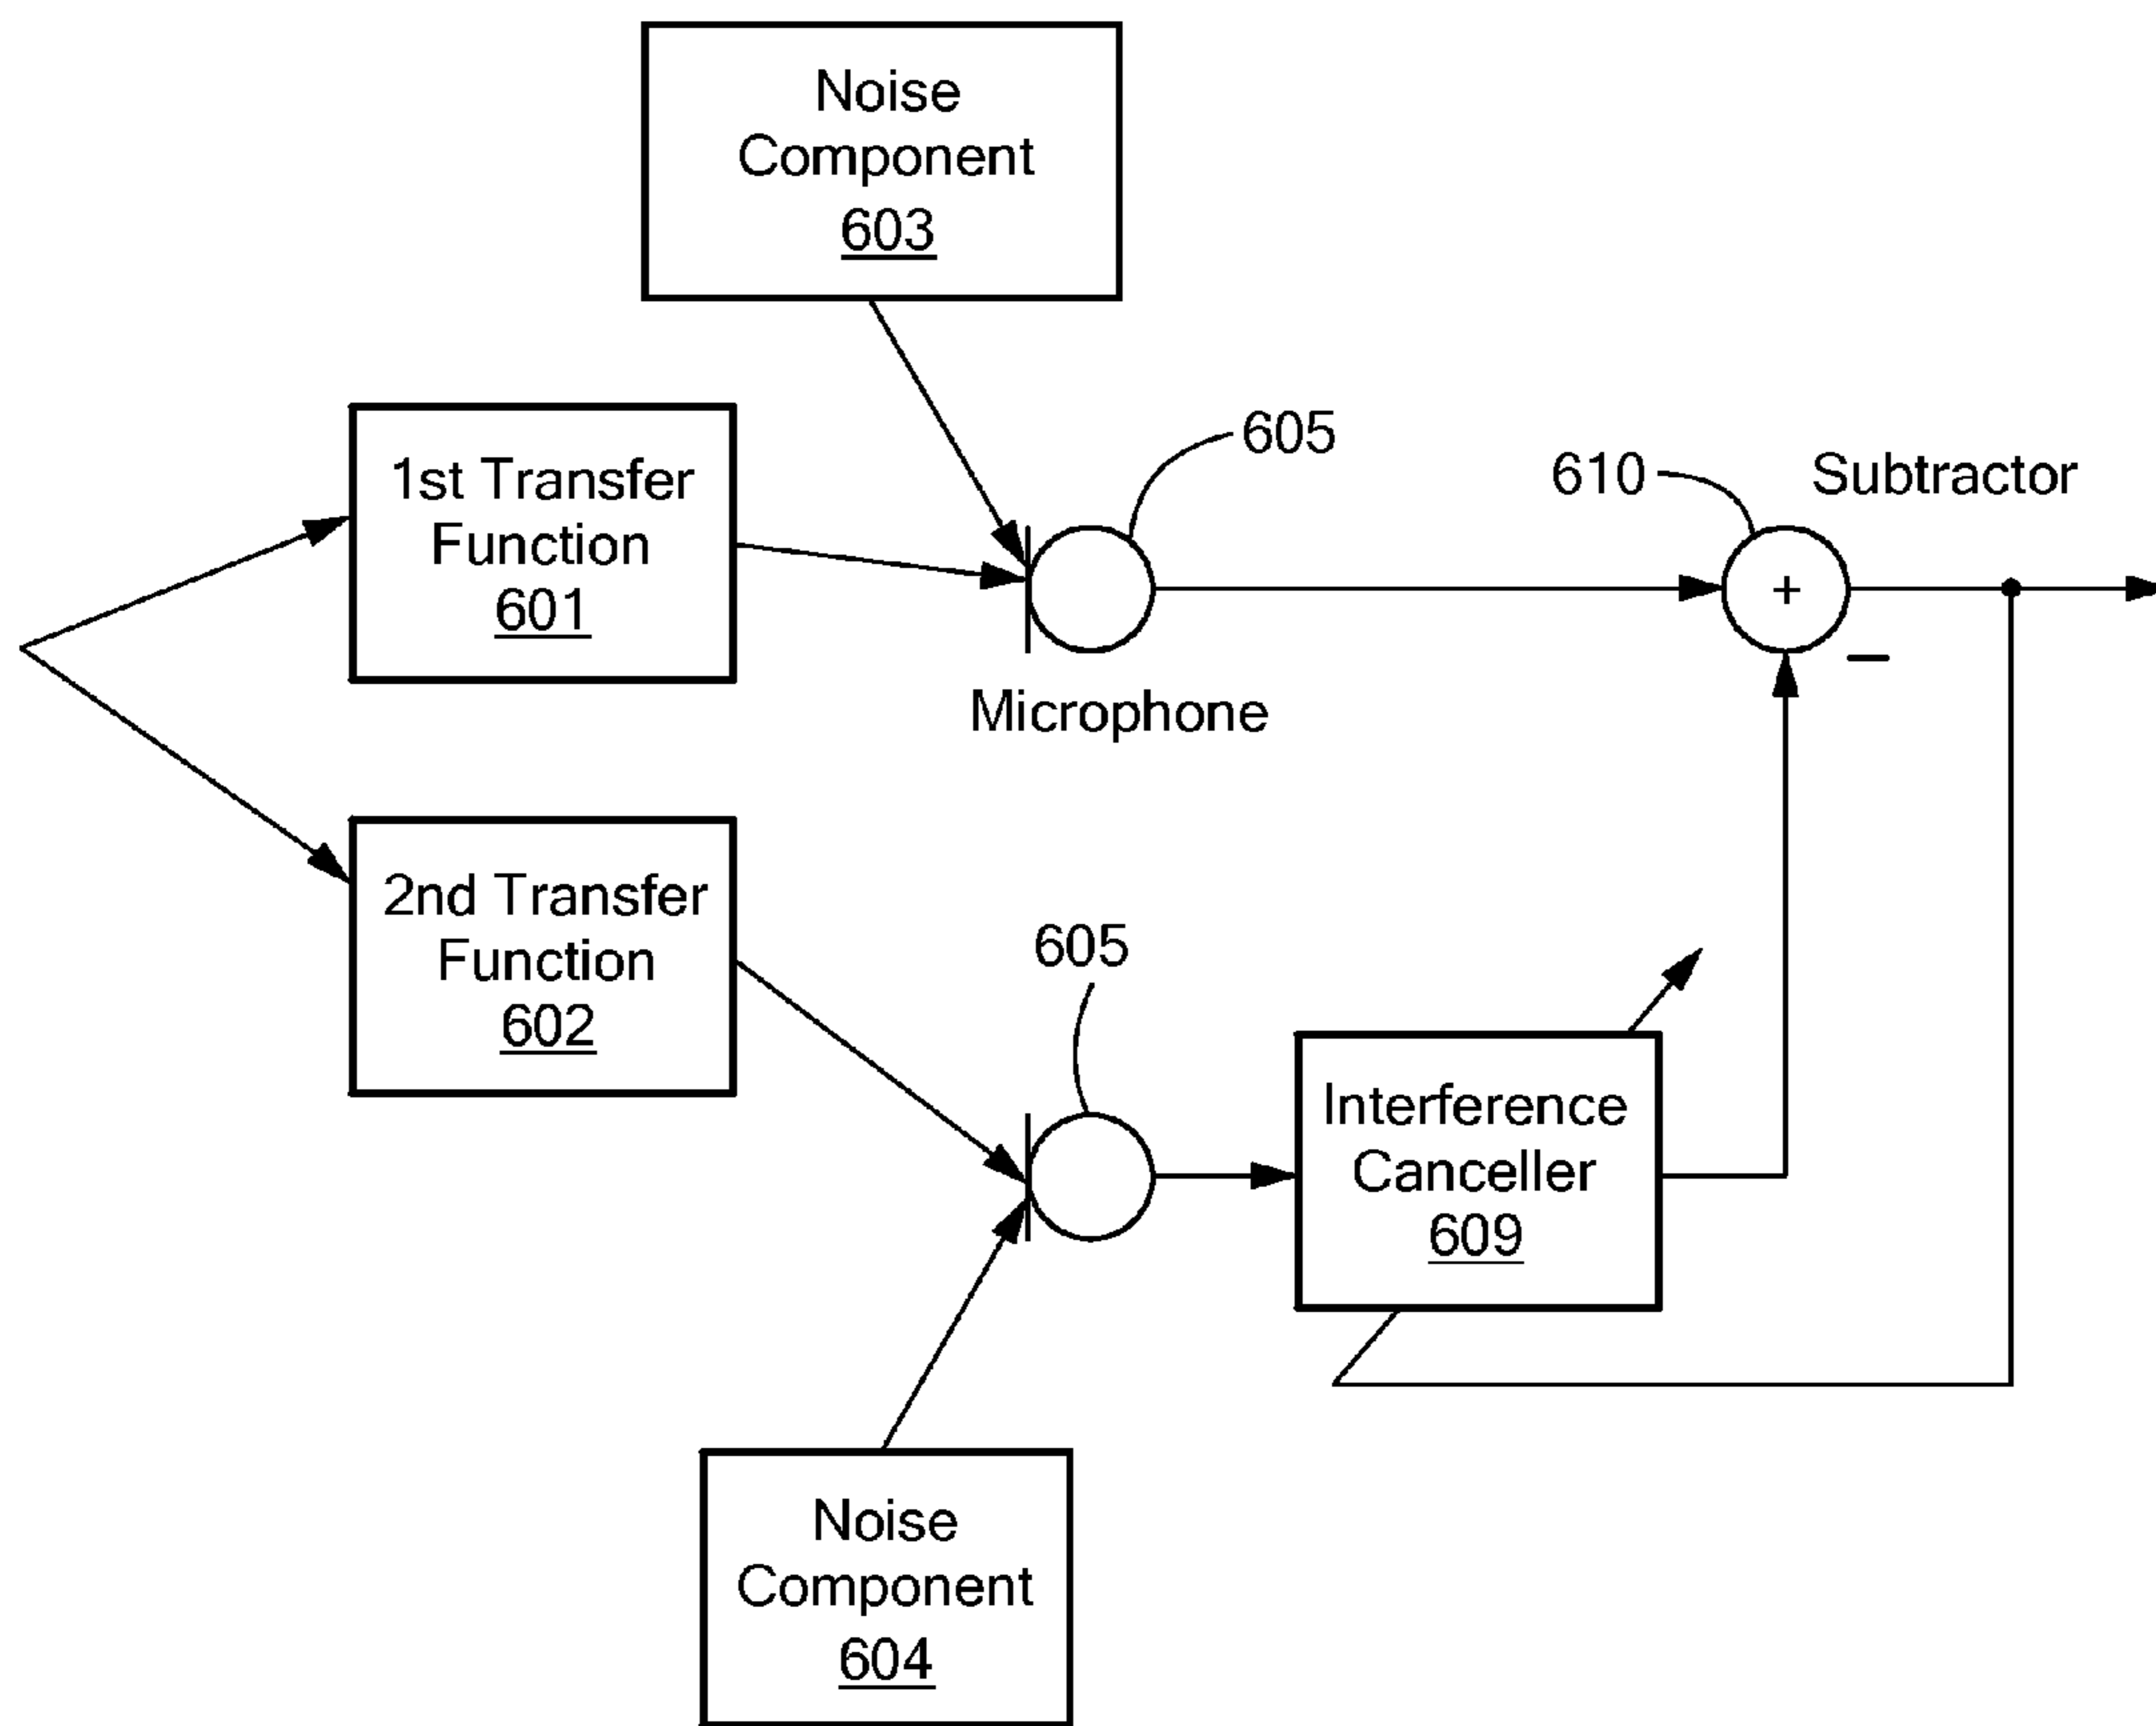 Noise
Component
603
605
610
Subtractor
1st Transfer
Function
601
+
–
Microphone
2nd Transfer
Function
602
605
Interference
Canceller
609
Noise
Component
604